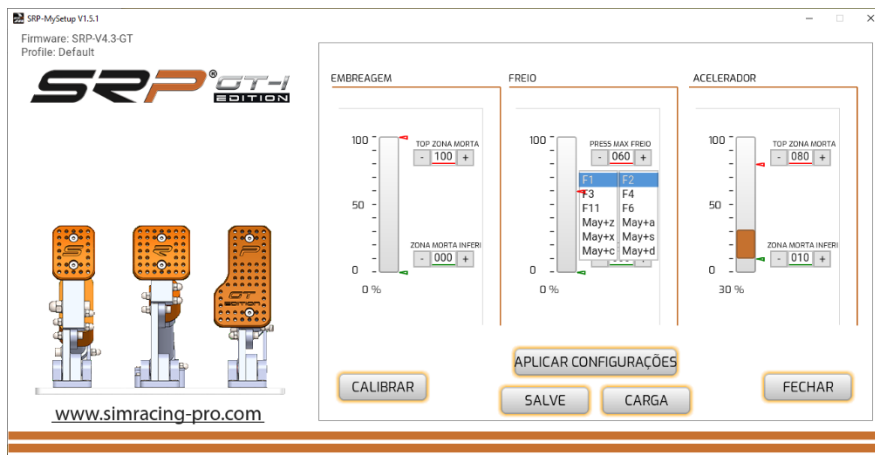 SRP-MySetup V1.5.1
Firmware: SRP-V4.3-GT
Profile: Default
SRP GT-I
EDITION
EMBREAGEM
FREIO
ACELERADOR
100
TOP ZONA MORTA
- 100 +
50
ZONA MORTA INFERI
- 000 +
0
0 %
100
PRESS MAX FREIO
- 060 +
F1 F2
F3 F4
F11 F6
May+z May+a
May+x May+s
May+c May+d
0
0 %
100
TOP ZONA MORTA
- 080 +
50
ZONA MORTA INFERI
- 010 +
0
30 %
S R P
GT
EDITION
APLICAR CONFIGURAÇÕES
CALIBRAR
SALVE
CARGA
FECHAR
www.simracing-pro.com